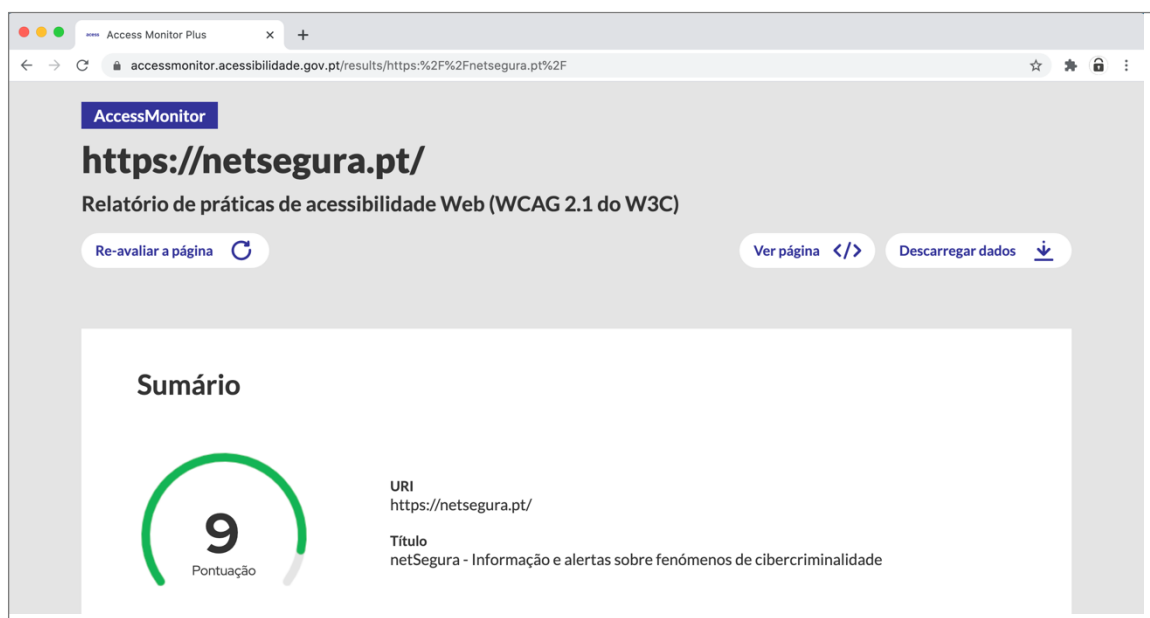 Access Monitor Plus
accessmonitor.acessibilidade.gov.pt/results/https:%2F%2Fnetsegura.pt%2F
AccessMonitor
https://netsegura.pt/
Relatório de práticas de acessibilidade Web (WCAG 2.1 do W3C)
Re-avaliar a página
Ver página </>
Descarregar dados
Sumário
9
Pontuação
URI
https://netsegura.pt/
Título
netSegura - Informação e alertas sobre fenómenos de cibercriminalidade